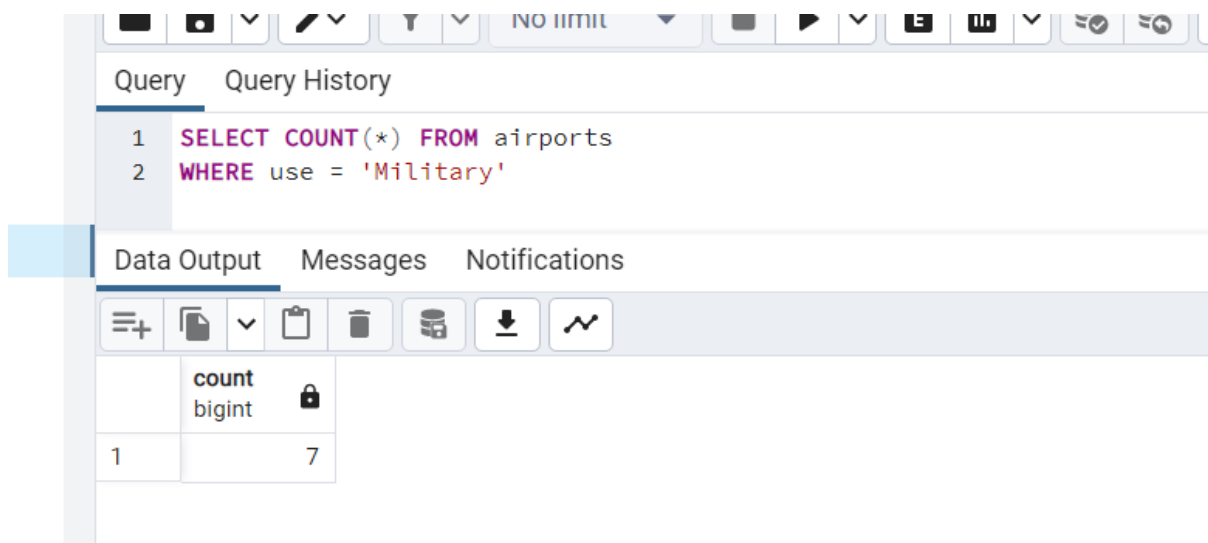 No limit
E
Query Query History
1 SELECT COUNT(*) FROM airports
2 WHERE use = 'Military'
Data Output Messages Notifications
count
bigint
1 7